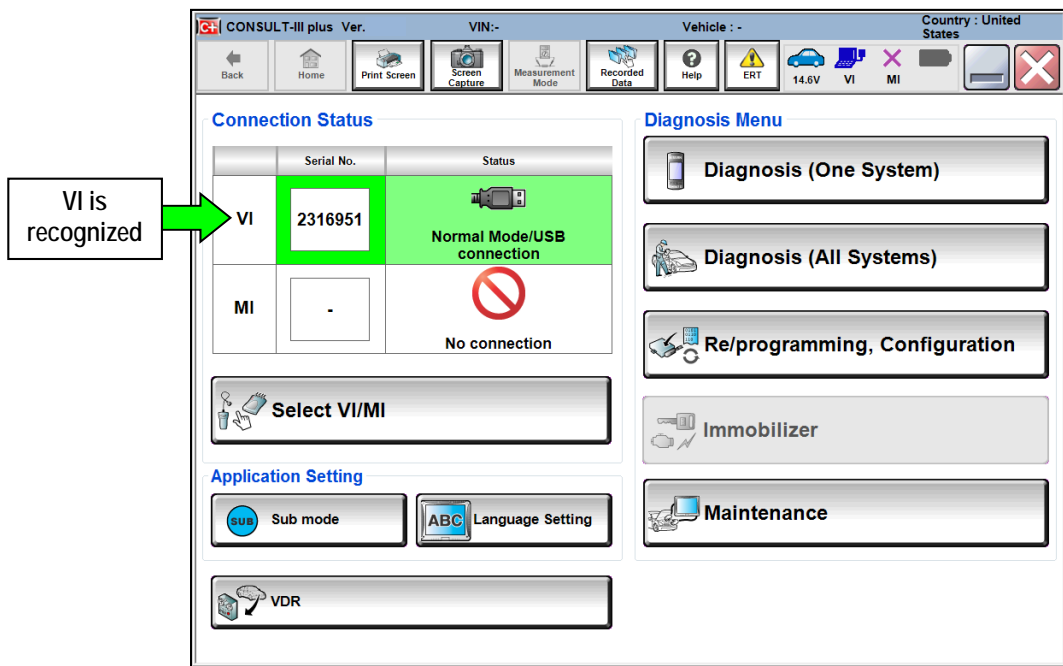 C+ CONSULT-III plus Ver. VIN:- Vehicle : - Country : United
States
Back
Home
Print Screen
Screen
Capture
Measurement
Mode
Recorded
Data
Help
ERT
14.6V
VI
MI
Connection Status
Serial No. Status
VI 2316951
Normal Mode/USB
connection
MI -
No connection
VI is
recognized
Select VI/MI
Application Setting
SUB Sub mode
ABC Language Setting
VDR
Diagnosis Menu
Diagnosis (One System)
Diagnosis (All Systems)
Re/programming, Configuration
Immobilizer
Maintenance